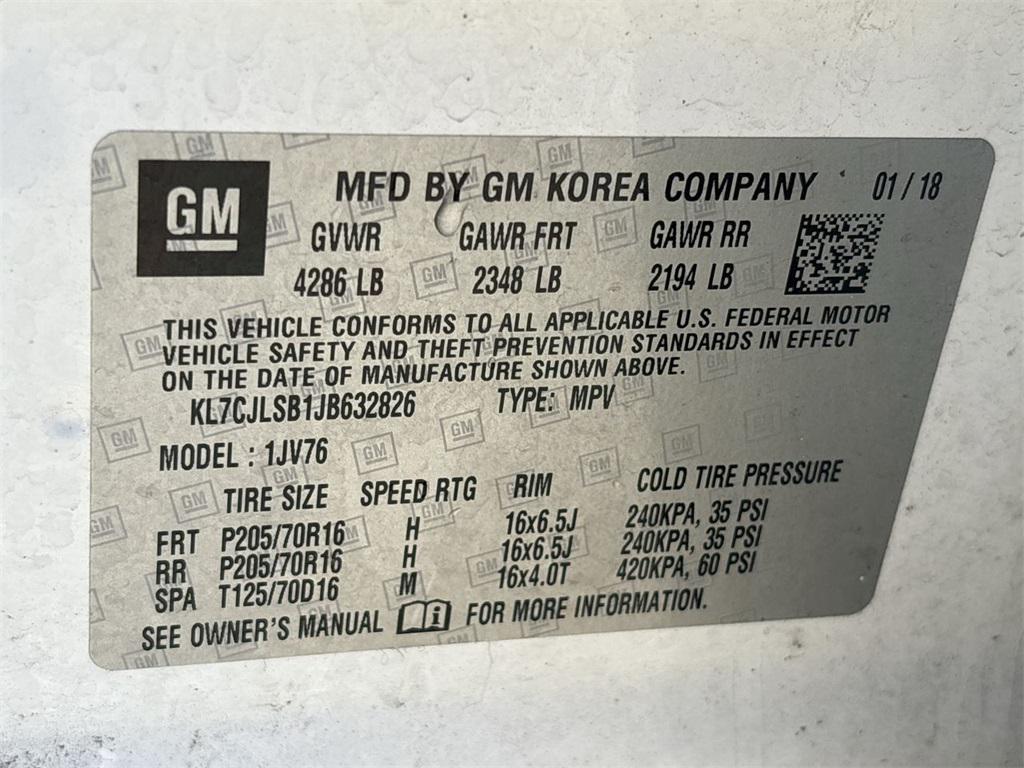 GM MFD BY GM KOREA COMPANY 01/18
GVWR GAWR FRT GAWR RR
4286 LB 2348 LB 2194 LB
THIS VEHICLE CONFORMS TO ALL APPLICABLE U.S. FEDERAL MOTOR
VEHICLE SAFETY AND THEFT PREVENTION STANDARDS IN EFFECT
ON THE DATE OF MANUFACTURE SHOWN ABOVE.
KL7CJLSB1JB632826 TYPE: MPV
MODEL : 1JV76
TIRE SIZE SPEED RTG RIM COLD TIRE PRESSURE
FRT P205/70R16 H 16x6.5J 240KPA, 35 PSI
RR P205/70R16 H 16x6.5J 240KPA, 35 PSI
SPA T125/70D16 M 16x4.0T 420KPA, 60 PSI
SEE OWNER'S MANUAL FOR MORE INFORMATION.